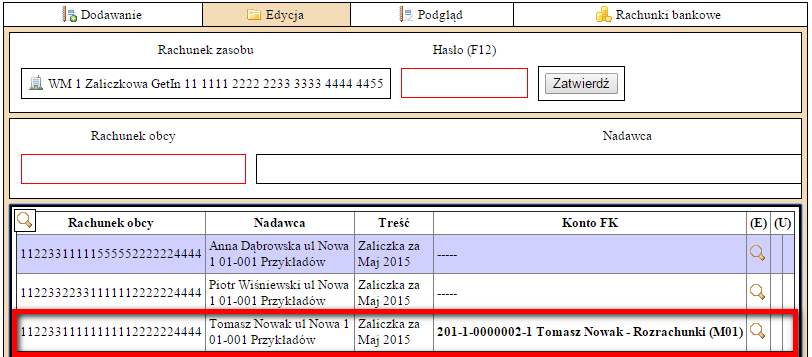 Dodawanie Edycja Podgląd Rachunki bankowe
Rachunek zasobu Hasło (F12)
WM 1 Zaliczkowa GetIn 11 1111 2222 2233 3333 4444 4455 Zatwierdź
Rachunek obcy Nadawca
Rachunek obcy Nadawca Treść Konto FK (E) (U)
11223311111555552222224444 Anna Dąbrowska ul Nowa 1 01-001 Przykładów Zaliczka za Maj 2015 -----
11223322331111112222224444 Piotr Wiśniewski ul Nowa 1 01-001 Przykładów Zaliczka za Maj 2015 -----
11223311111111112222224444 Tomasz Nowak ul Nowa 1 01-001 Przykładów Zaliczka za Maj 2015 201-1-0000002-1 Tomasz Nowak - Rozrachunki (M01)